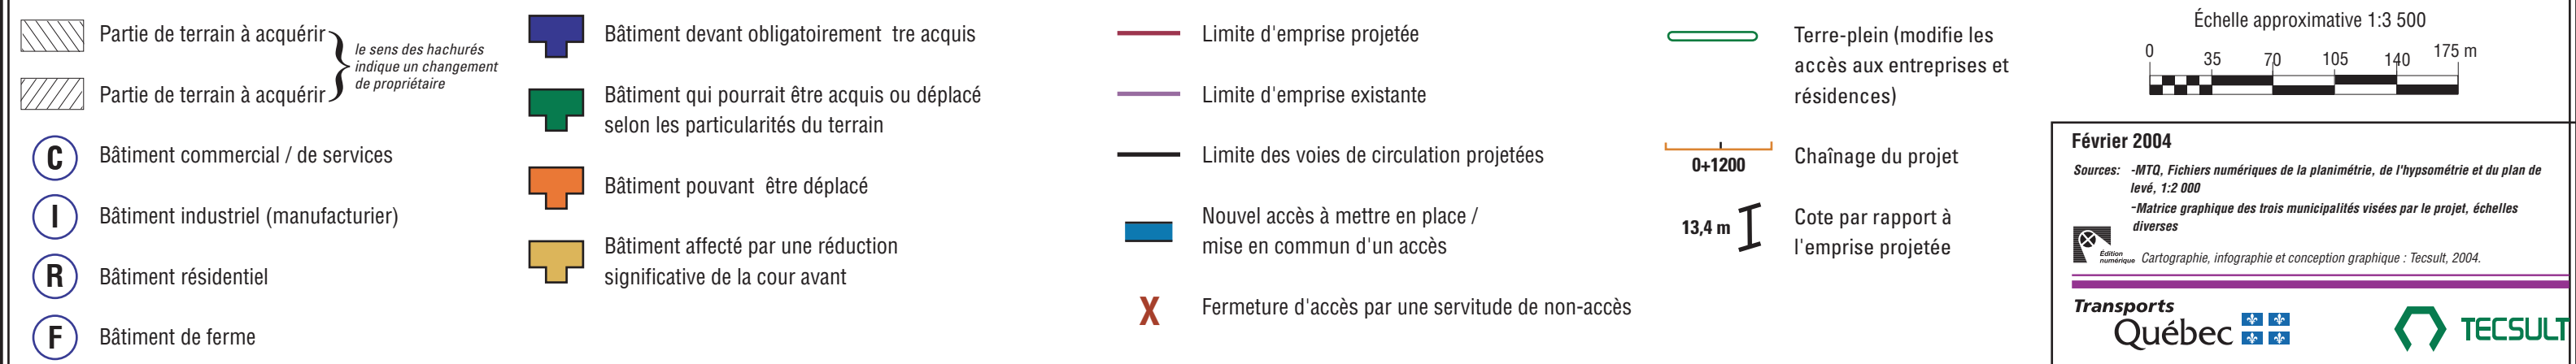 Partie de terrain à acquérir
Partie de terrain à acquérir
le sens des hachurés
indique un changement
de propriétaire
C Bâtiment commercial / de services
I Bâtiment industriel (manufacturier)
R Bâtiment résidentiel
F Bâtiment de ferme
Bâtiment devant obligatoirement  tre acquis
Bâtiment qui pourrait être acquis ou déplacé
selon les particularités du terrain
Bâtiment pouvant  être déplacé
Bâtiment affecté par une réduction
significative de la cour avant
Limite d'emprise projetée
Limite d'emprise existante
Limite des voies de circulation projetées
Nouvel accès à mettre en place /
mise en commun d'un accès
X Fermeture d'accès par une servitude de non-accès
Terre-plein (modifie les
accès aux entreprises et
résidences)
0+1200 Chaînage du projet
13,4 m Cote par rapport à
l'emprise projetée
Échelle approximative 1:3 500
0 35 70 105 140 175 m
Février 2004
Sources: -MTQ, Fichiers numériques de la planimétrie, de l'hypsométrie et du plan de
levé, 1:2 000
-Matrice graphique des trois municipalités visées par le projet, échelles
diverses
Édition
numérique Cartographie, infographie et conception graphique : Tecsult, 2004.
Transports
Québec
TECSULT